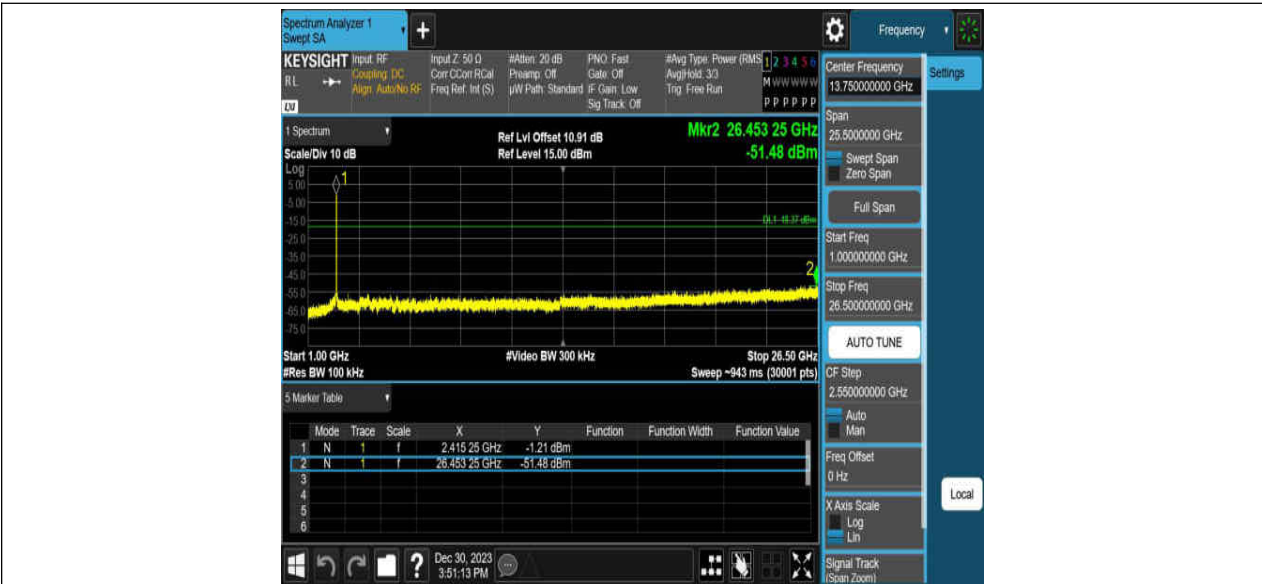 Spectrum Analyzer 1
Swept SA
+
Frequency
KEYSIGHT
RL
LXI
Input: RF
Coupling: DC
Align: Auto/No RF
Input Z: 50 Ω
Corr CCorr RCal
Freq Ref: Int (S)
#Atten: 20 dB
Preamp: Off
µW Path: Standard
PNO: Fast
Gate: Off
IF Gain: Low
Sig Track: Off
#Avg Type: Power (RMS
Avg|Hold: 3/3
Trig: Free Run
1 2 3 4 5 6
M W W W W W
P P P P P P
1 Spectrum
Scale/Div 10 dB
Ref Lvl Offset 10.91 dB
Ref Level 15.00 dBm
Mkr2 26.453 25 GHz
-51.48 dBm
Log
5.00
-5.00
-15.0
-25.0
-35.0
-45.0
-55.0
-65.0
-75.0
1
2
DL1 -18.37 dBm
Start 1.00 GHz
#Res BW 100 kHz
#Video BW 300 kHz
Stop 26.50 GHz
Sweep ~943 ms (30001 pts)
5 Marker Table
Mode Trace Scale X Y Function Function Width Function Value
1 N 1 f 2.415 25 GHz -1.21 dBm
2 N 1 f 26.453 25 GHz -51.48 dBm
3
4
5
6
Dec 30, 2023
3:51:13 PM
?
Center Frequency
13.750000000 GHz
Settings
Span
25.5000000 GHz
Swept Span
Zero Span
Full Span
Start Freq
1.000000000 GHz
Stop Freq
26.500000000 GHz
AUTO TUNE
CF Step
2.550000000 GHz
Auto
Man
Freq Offset
0 Hz
X Axis Scale
Log
Lin
Local
Signal Track
(Span Zoom)